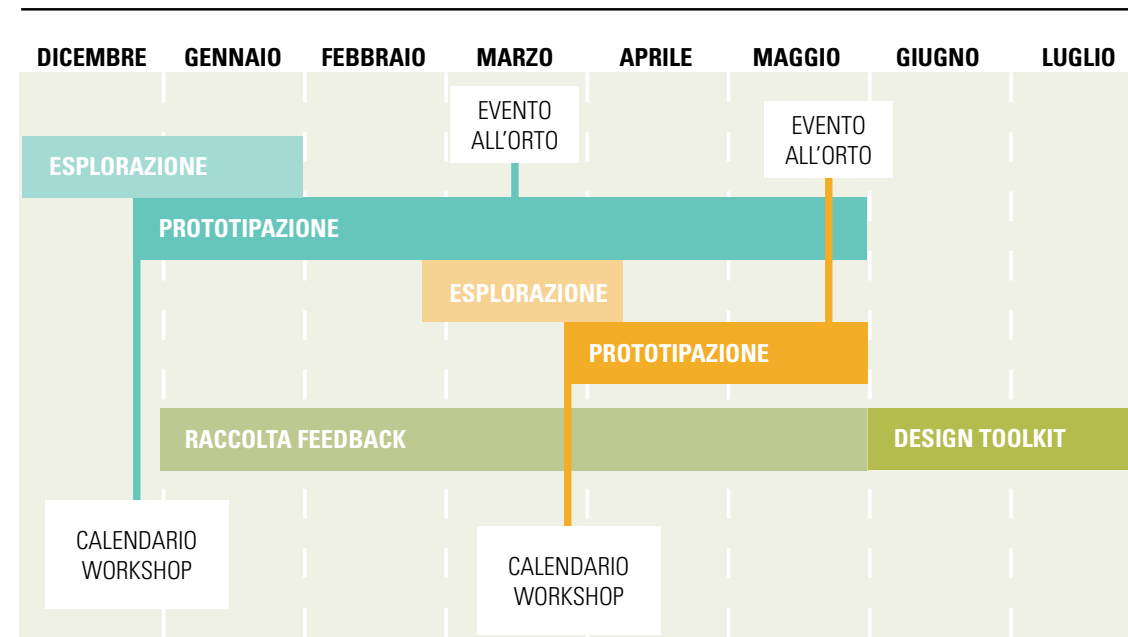 DICEMBRE GENNAIO FEBBRAIO MARZO APRILE MAGGIO GIUGNO LUGLIO
EVENTO
ALL'ORTO
EVENTO
ALL'ORTO
ESPLORAZIONE
PROTOTIPAZIONE
ESPLORAZIONE
PROTOTIPAZIONE
RACCOLTA FEEDBACK
DESIGN TOOLKIT
CALENDARIO
WORKSHOP
CALENDARIO
WORKSHOP